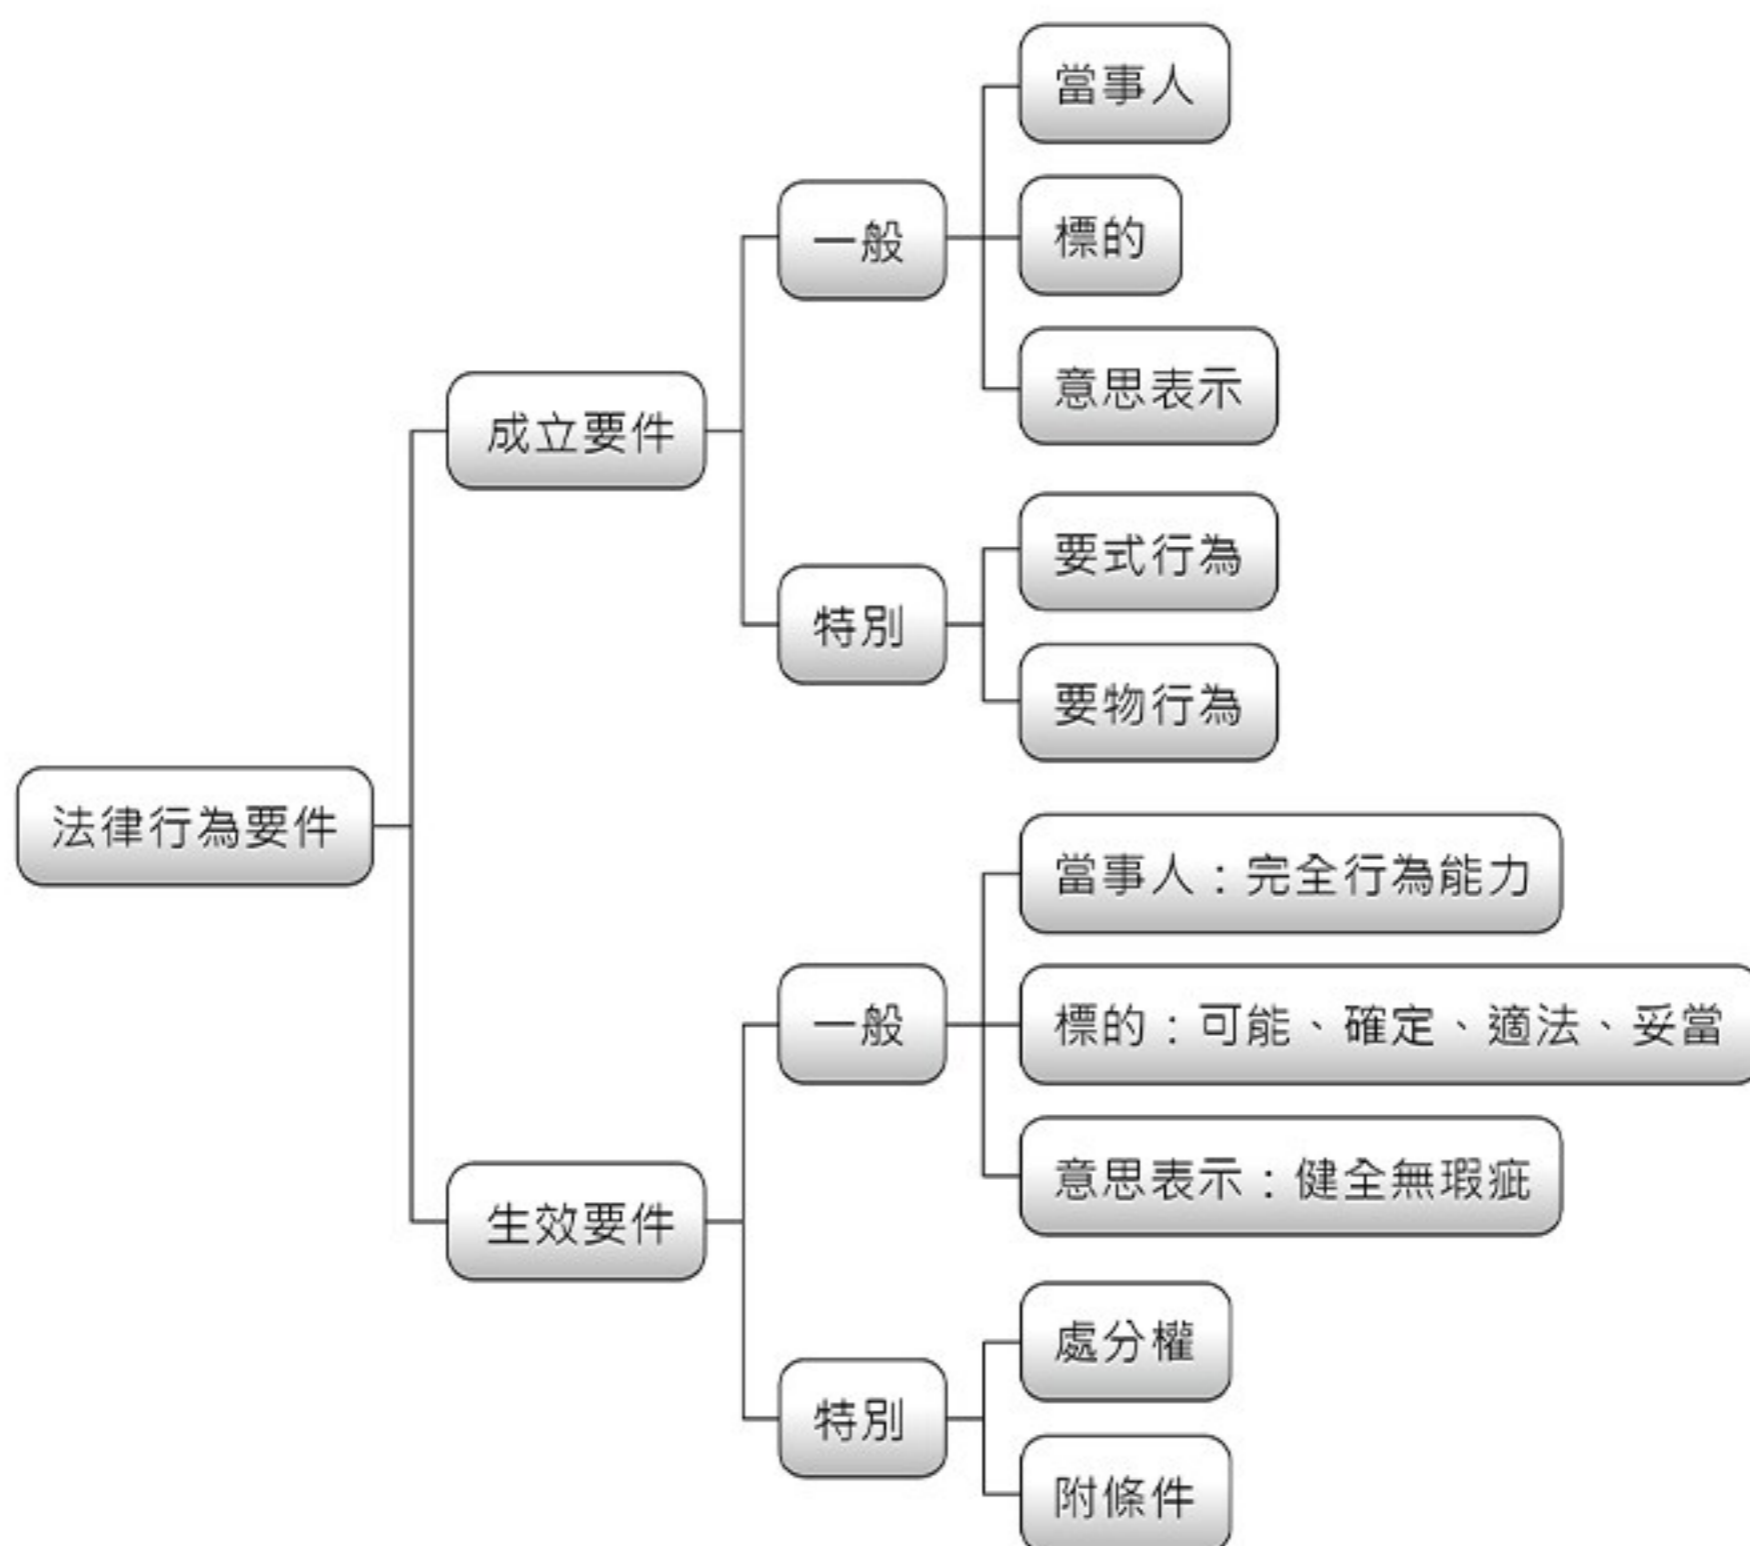 法律行為要件
成立要件
一般
當事人
標的
意思表示
特別
要式行為
要物行為
生效要件
一般
當事人：完全行為能力
標的：可能、確定、適法、妥當
意思表示：健全無瑕疵
特別
處分權
附條件